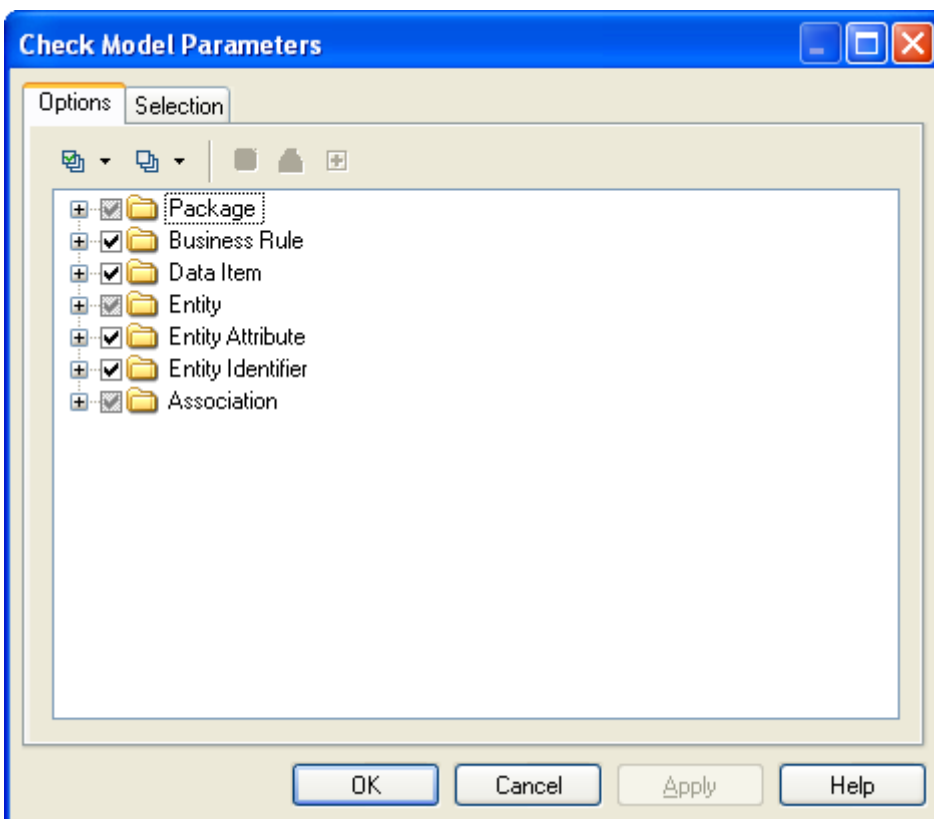 Check Model Parameters
Options Selection
Package
Business Rule
Data Item
Entity
Entity Attribute
Entity Identifier
Association
OK Cancel Apply Help